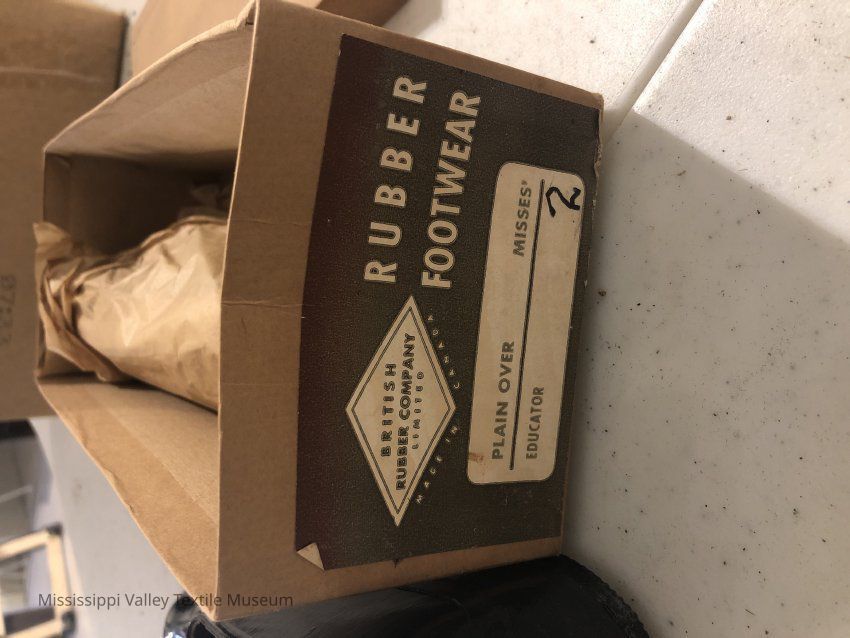 RUBBER
FOOTWEAR
BRITISH
RUBBER COMPANY
LIMITED
MADE IN CANADA
PLAIN OVER MISSES'
EDUCATOR 2
Mississippi Valley Textile Museum